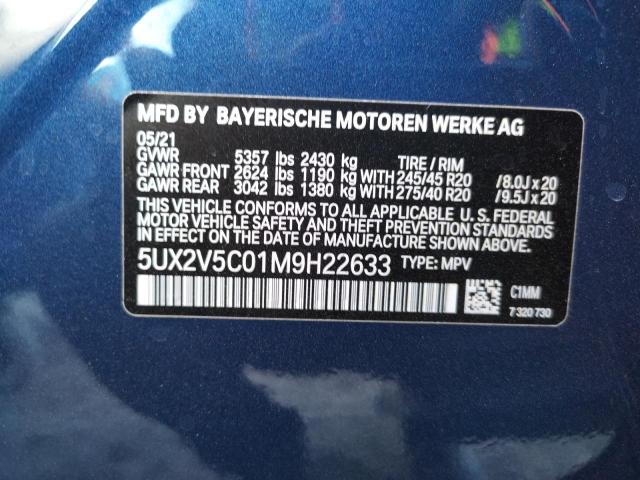 MFD BY BAYERISCHE MOTOREN WERKE AG
05/21
GVWR 5357 lbs 2430 kg TIRE / RIM
GAWR FRONT 2624 lbs 1190 kg WITH 245/45 R20 /8.0J x 20
GAWR REAR 3042 lbs 1380 kg WITH 275/40 R20 /9.5J x 20
THIS VEHICLE CONFORMS TO ALL APPLICABLE U. S. FEDERAL
MOTOR VEHICLE SAFETY AND THEFT PREVENTION STANDARDS
IN EFFECT ON THE DATE OF MANUFACTURE SHOWN ABOVE.
5UX2V5C01M9H22633 TYPE: MPV
C1MM
7 320 730